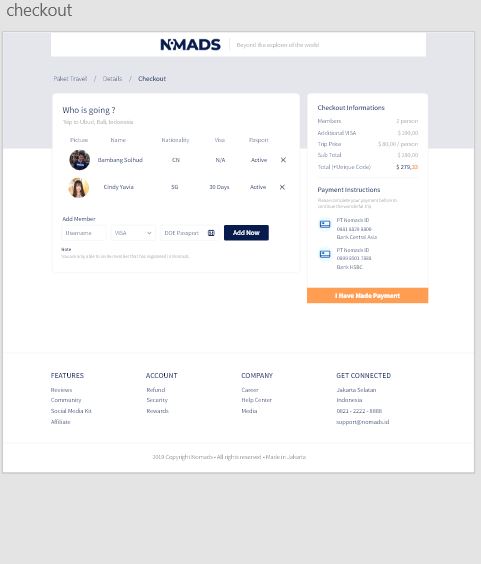 checkout
NOMADS | Beyond the explorer of the world
Paket Travel / Details / Checkout
Who is going ?
Trip to Ubud, Bali, Indonesia
Picture Name Nationality Visa Pasport
Bambang Solhud CN N/A Active ×
Cindy Yuvia SG 30 Days Active ×
Add Member
Username VISA DOE Pasport Add Now
Note
You are only able to invite member that has registered in Nomads.
Checkout Informations
Members 2 person
Additional VISA $ 190,00
Trip Price $ 80,00 / person
Sub Total $ 280,00
Total (+Unique Code) $ 279,33
Payment Instructions
Please complete your payment before to
continue the wonderful trip
PT Nomads ID
0881 8829 8800
Bank Central Asia
PT Nomads ID
0899 8501 7888
Bank HSBC
I Have Made Payment
FEATURES
Reviews
Community
Social Media Kit
Affiliate
ACCOUNT
Refund
Security
Rewards
COMPANY
Career
Help Center
Media
GET CONNECTED
Jakarta Selatan
Indonesia
0821 - 2222 - 8888
support@nomads.id
2019 Copyright Nomads • All rights reserved • Made in Jakarta